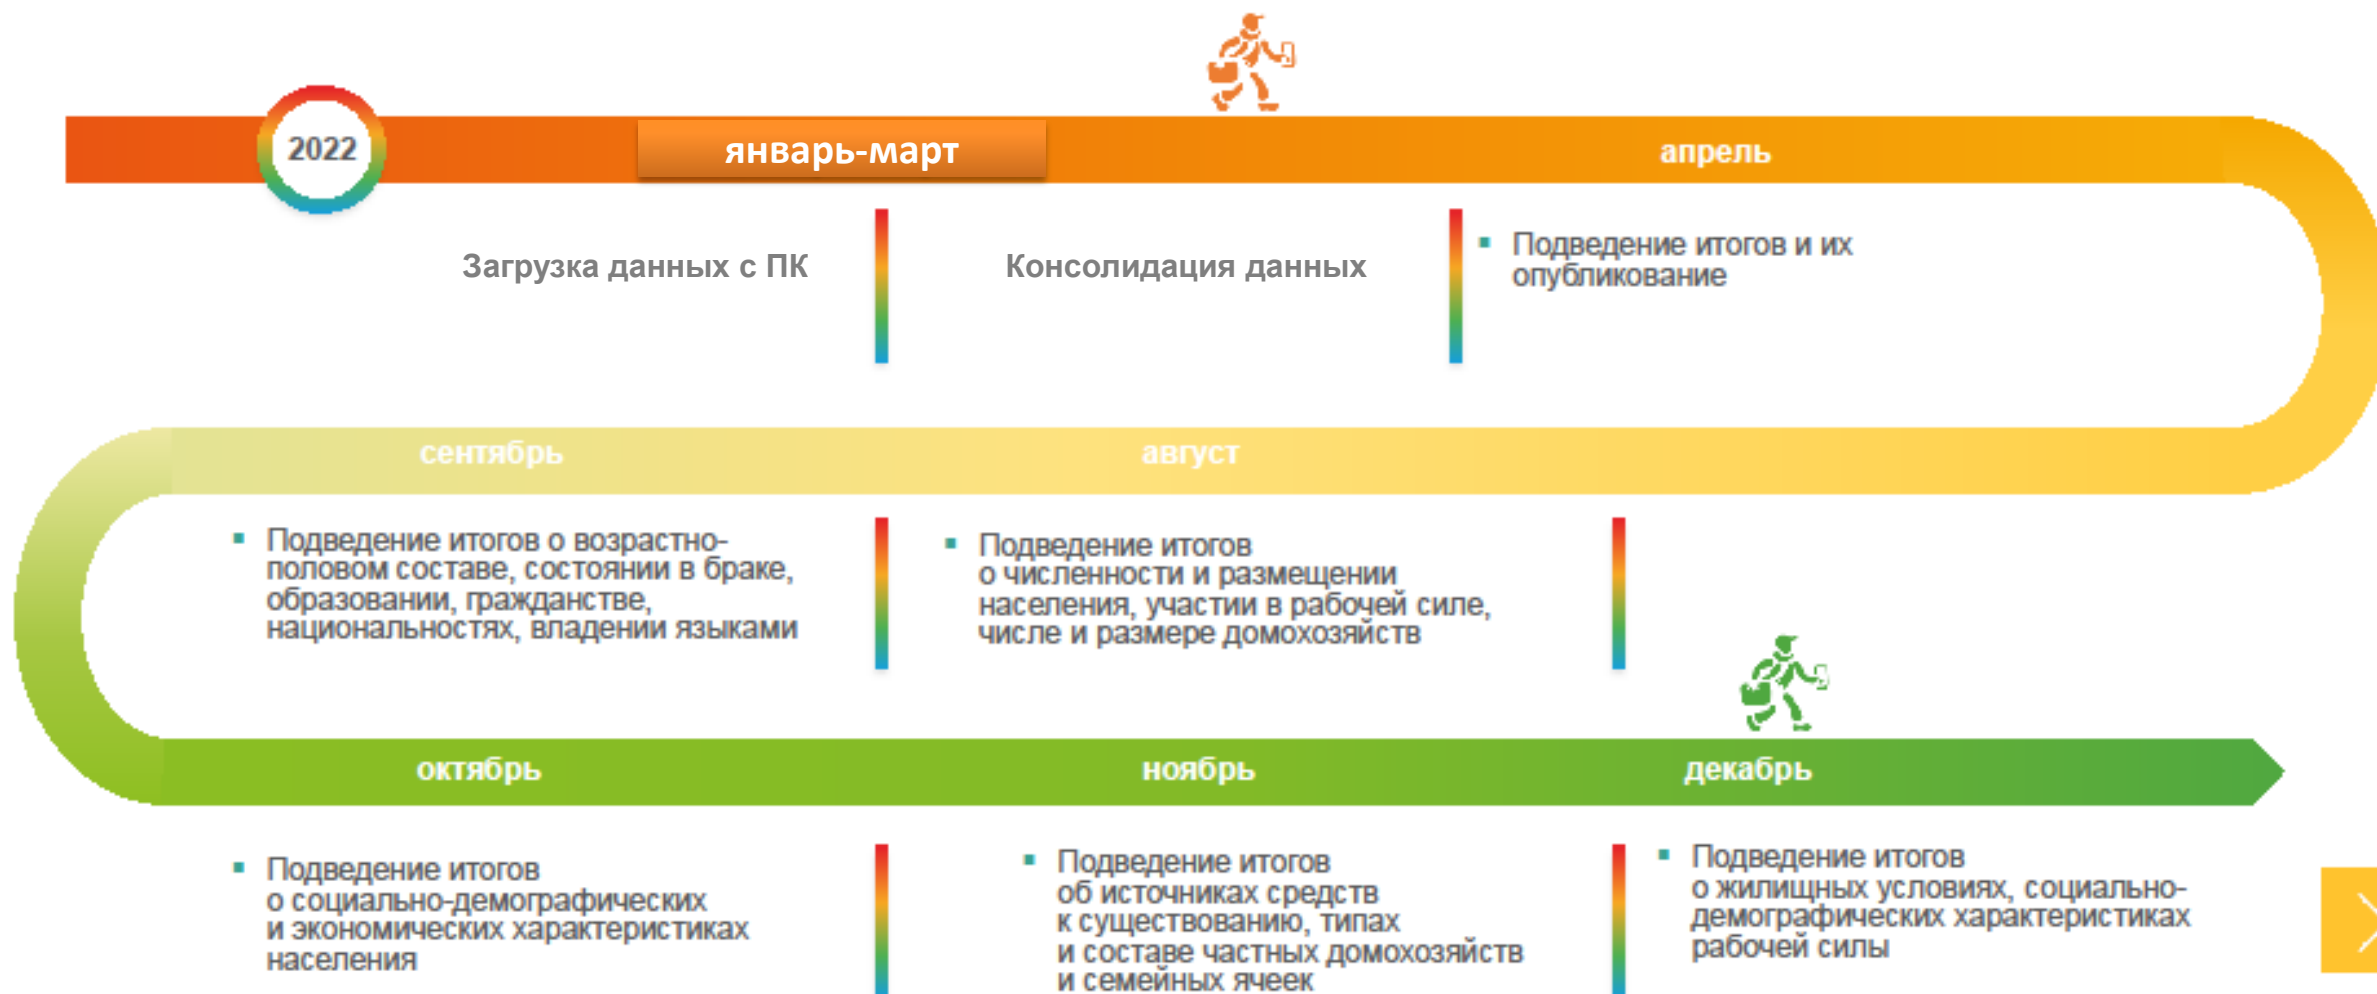 2022
январь-март
апрель
Загрузка данных с ПК
Консолидация данных
▪ Подведение итогов и их
опубликование
сентябрь
август
▪ Подведение итогов о возрастно-
половом составе, состоянии в браке,
образовании, гражданстве,
национальностях, владении языками
▪ Подведение итогов
о численности и размещении
населения, участии в рабочей силе,
числе и размере домохозяйств
октябрь
ноябрь
декабрь
▪ Подведение итогов
о социально-демографических
и экономических характеристиках
населения
▪ Подведение итогов
об источниках средств
к существованию, типах
и составе частных домохозяйств
и семейных ячеек
▪ Подведение итогов
о жилищных условиях, социально-
демографических характеристиках
рабочей силы